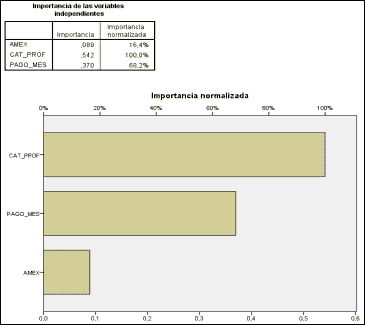 Importancia de las variables
independientes
Importancia Importancia normalizada
AMEX ,089 16,4%
CAT_PROF ,542 100,0%
PAGO_MES ,370 68,2%
Importancia normalizada
0% 20% 40% 60% 80% 100%
CAT_PROF
PAGO_MES
AMEX
0,0 0,1 0,2 0,3 0,4 0,5 0,6